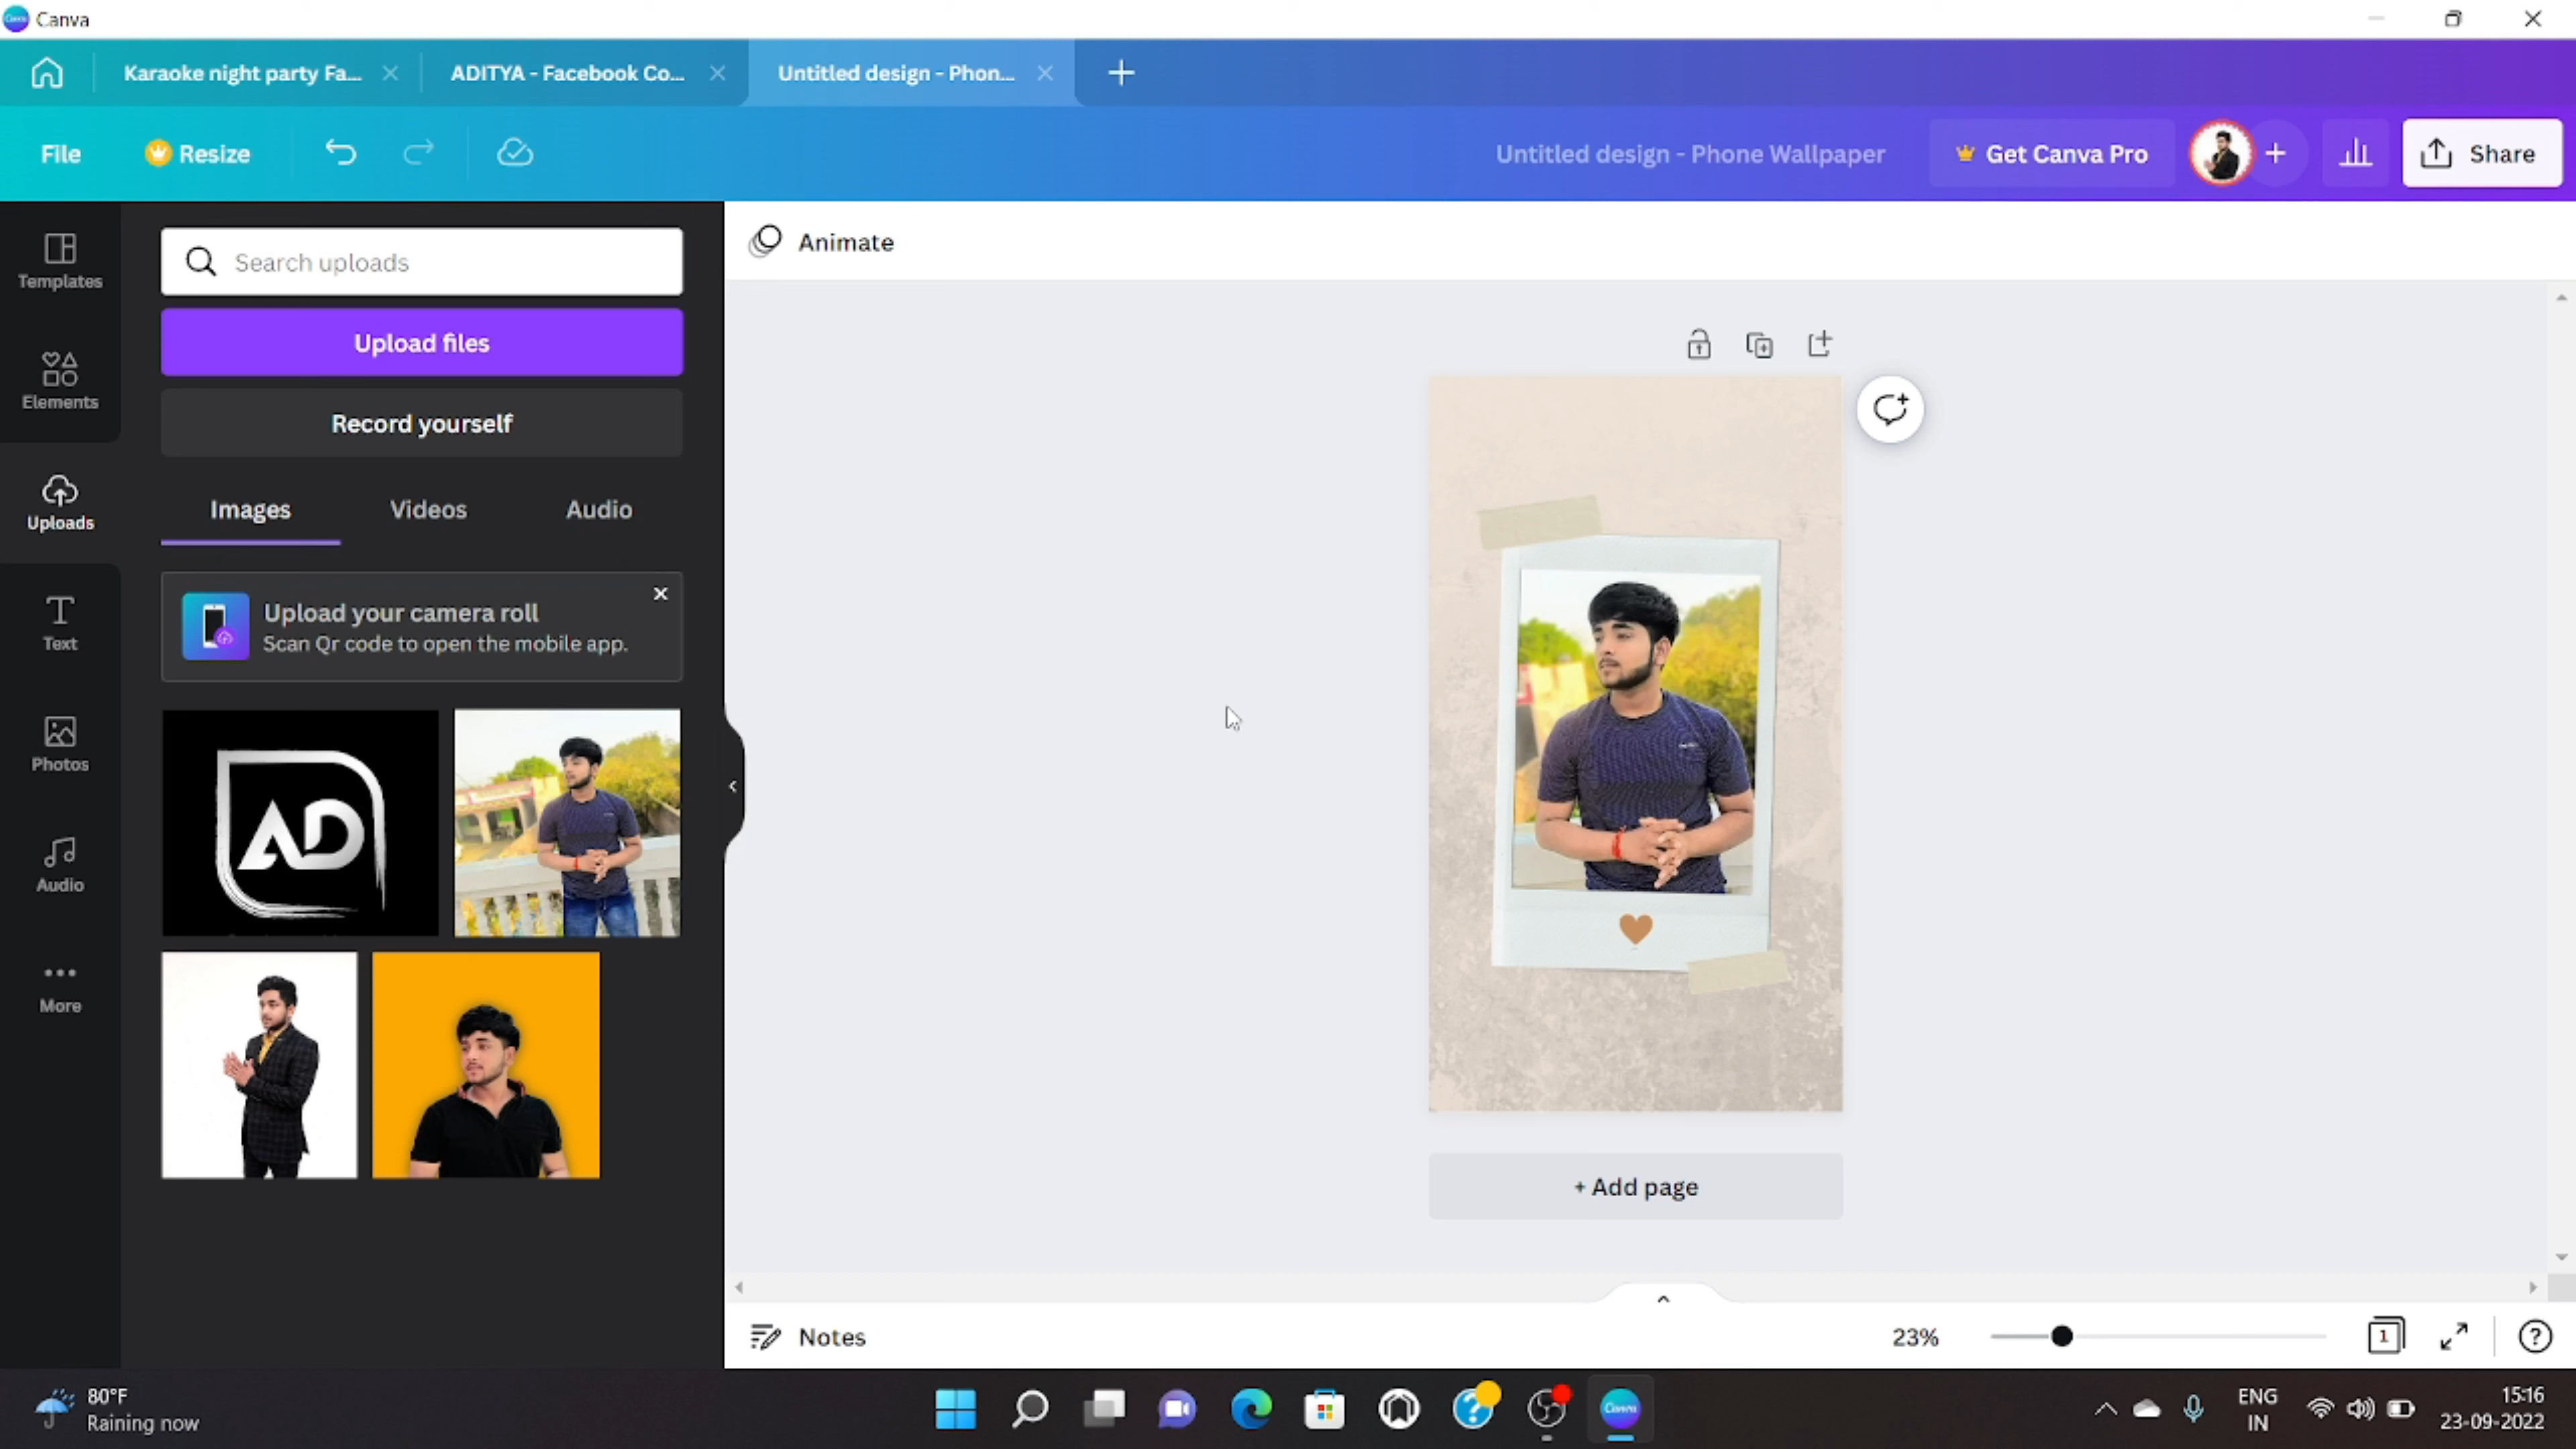 Canva
Karaoke night party Fa...
ADITYA - Facebook Co...
Untitled design - Phon...
File
Resize
Untitled design - Phone Wallpaper
Get Canva Pro
Share
Templates
Elements
Uploads
Text
Photos
Audio
More
Search uploads
Upload files
Record yourself
Images
Videos
Audio
Upload your camera roll
Scan Qr code to open the mobile app.
AD
Animate
+ Add page
Notes
23%
1
80°F
Raining now
Canva
ENG
IN
15:16
23-09-2022